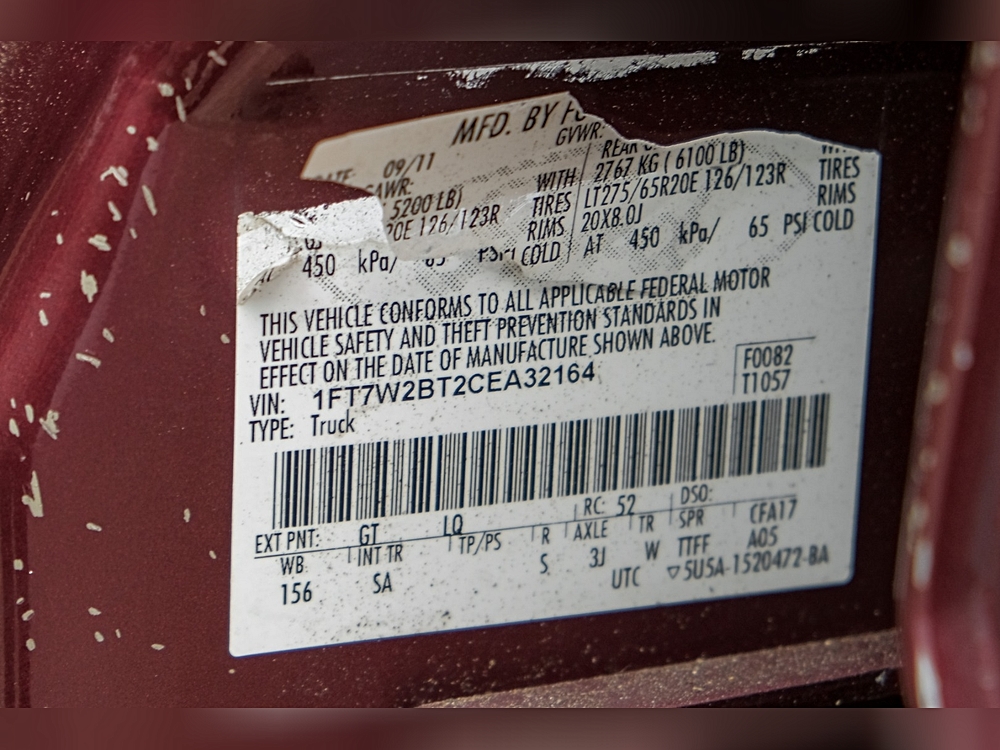 MFD. BY
09/11
GVWR:
GAWR: REAR
5200 LB) WITH 2767 KG ( 6100 LB) TIRES
20E 126/123R TIRES LT275/65R20E 126/123R RIMS
RIMS 20X8.0J
450 kPa/ 65 PSI COLD AT 450 kPa/ 65 PSI COLD
THIS VEHICLE CONFORMS TO ALL APPLICABLE FEDERAL MOTOR
VEHICLE SAFETY AND THEFT PREVENTION STANDARDS IN
EFFECT ON THE DATE OF MANUFACTURE SHOWN ABOVE.
VIN: 1FT7W2BT2CEA32164
F0082
T1057
TYPE: Truck
EXT PNT: GT LQ RC: 52 DSO:
WB INT TR TP/PS R AXLE TR SPR CFA17
156 SA S 3J W TTFF A05
UTC ▽5U5A-1520472-BA